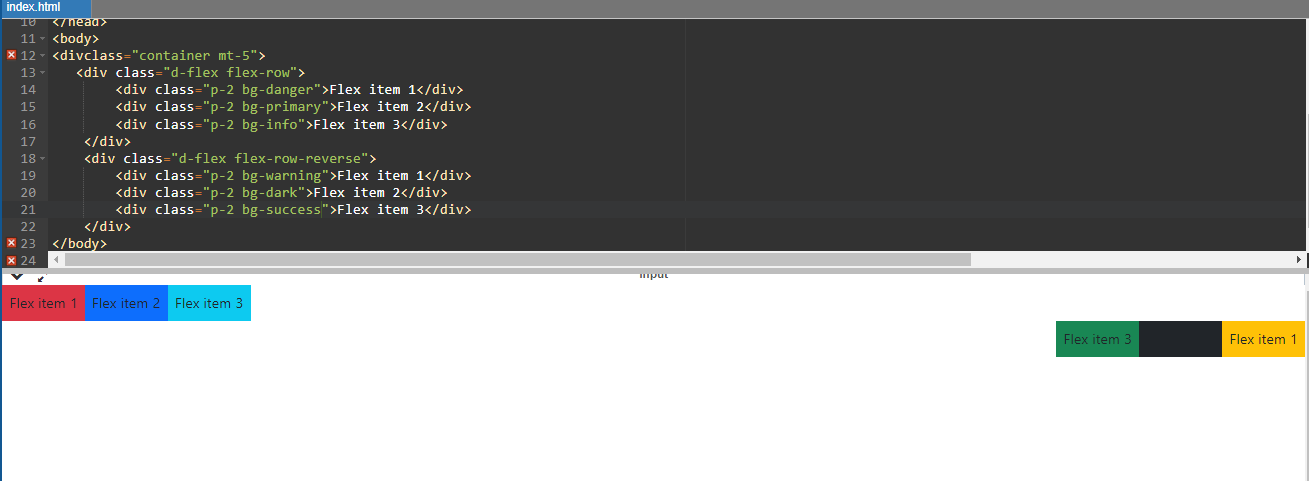 index.html
10 </head>
11 <body>
12 <divclass="container mt-5">
13 <div class="d-flex flex-row">
14 <div class="p-2 bg-danger">Flex item 1</div>
15 <div class="p-2 bg-primary">Flex item 2</div>
16 <div class="p-2 bg-info">Flex item 3</div>
17 </div>
18 <div class="d-flex flex-row-reverse">
19 <div class="p-2 bg-warning">Flex item 1</div>
20 <div class="p-2 bg-dark">Flex item 2</div>
21 <div class="p-2 bg-success">Flex item 3</div>
22 </div>
23 </body>
24
input
Flex item 1 Flex item 2 Flex item 3
Flex item 3 Flex item 1